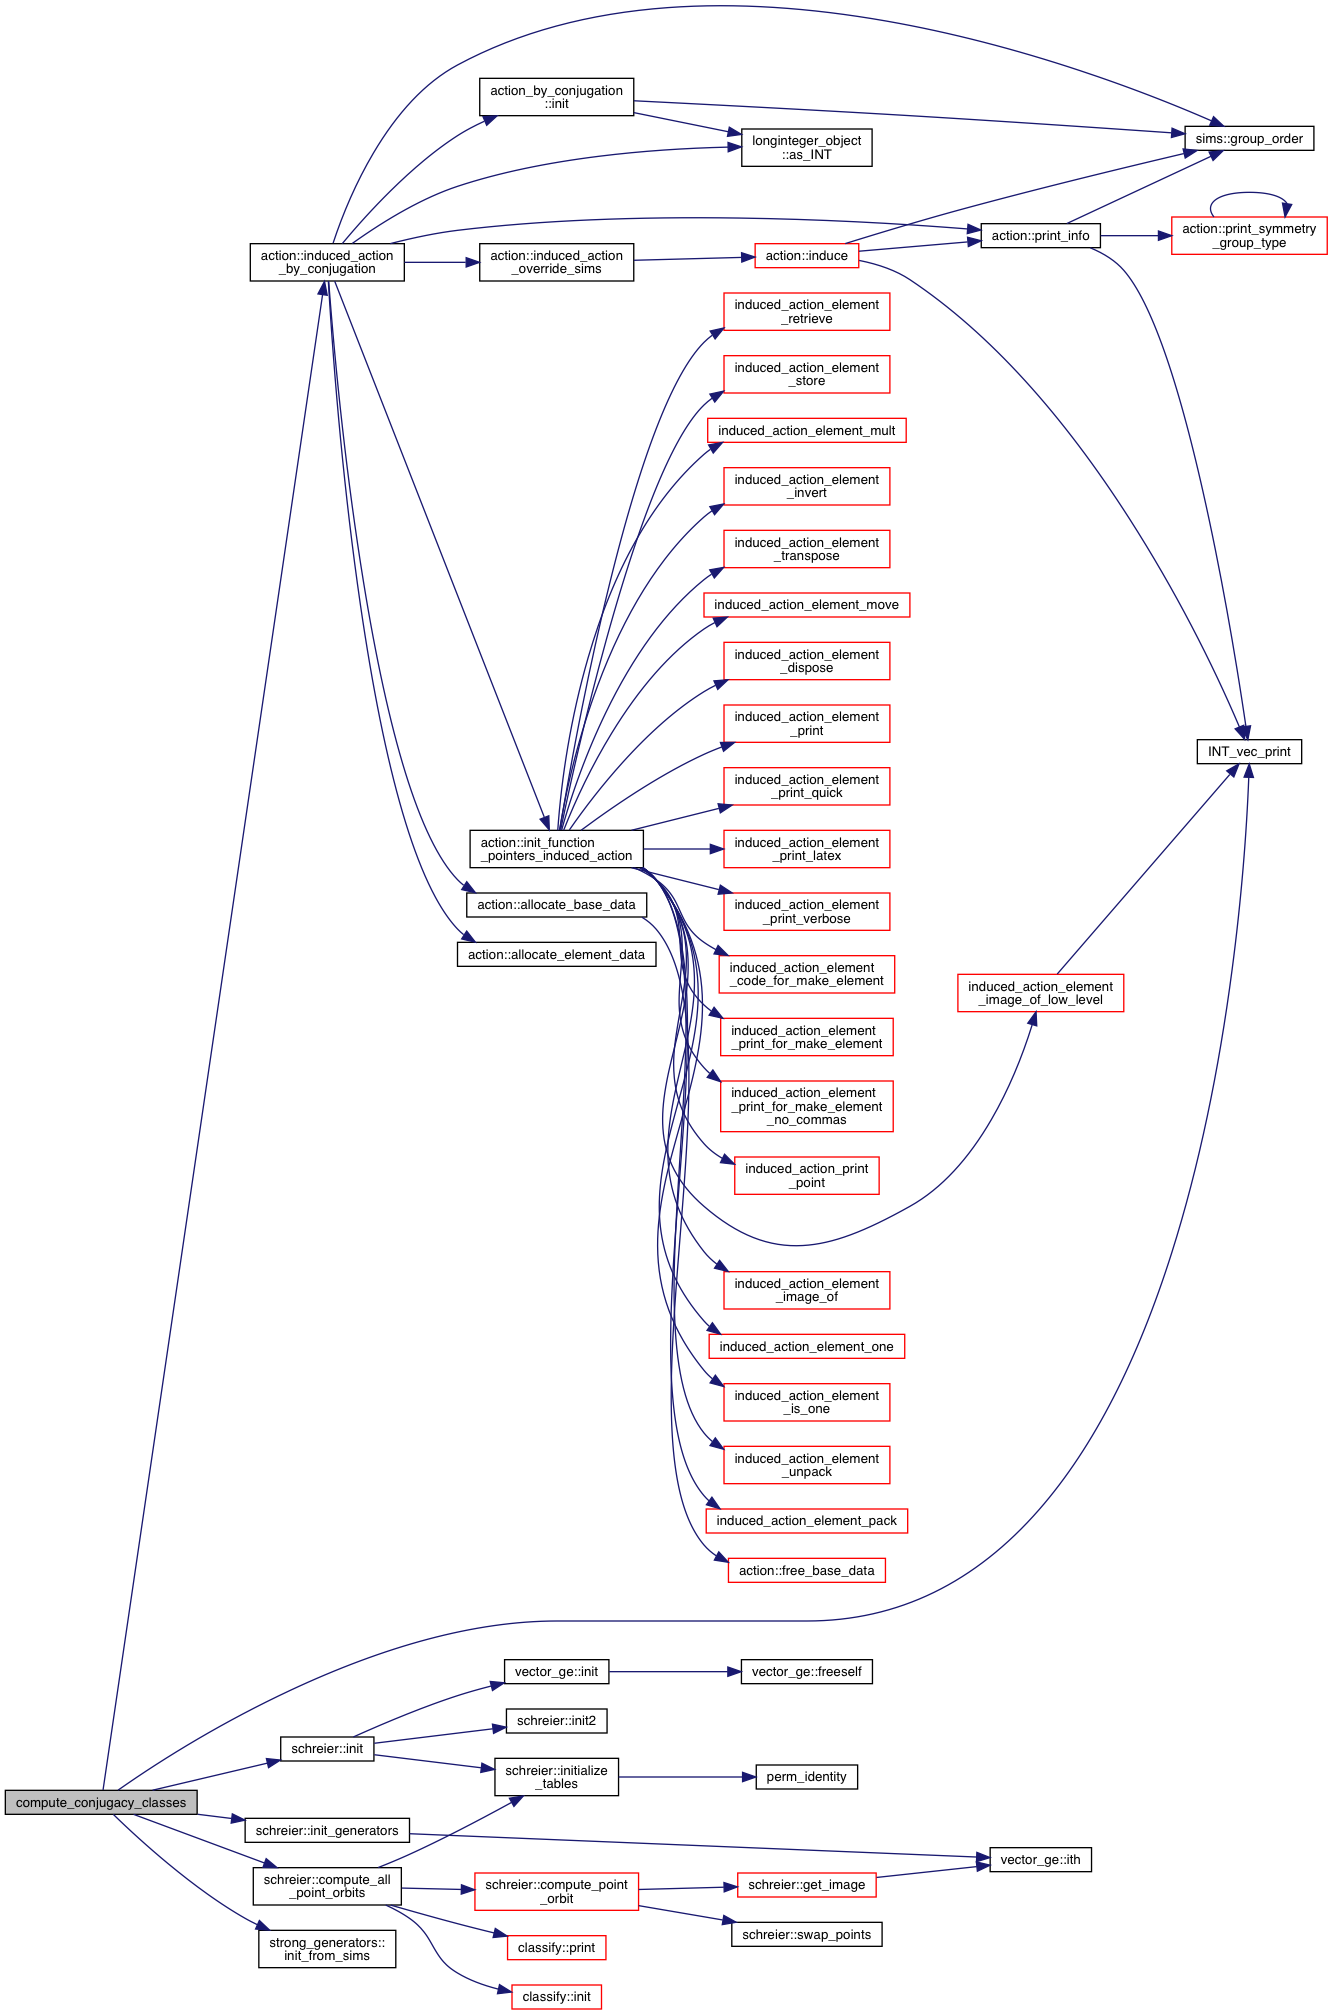 action_by_conjugation
::init
longinteger_object
::as_INT
sims::group_order
action::print_symmetry
_group_type
action::print_info
action::induced_action
_by_conjugation
action::induced_action
_override_sims
action::induce
induced_action_element
_retrieve
induced_action_element
_store
induced_action_element_mult
induced_action_element
_invert
induced_action_element
_transpose
induced_action_element_move
induced_action_element
_dispose
induced_action_element
_print
INT_vec_print
induced_action_element
_print_quick
action::init_function
_pointers_induced_action
induced_action_element
_print_latex
action::allocate_base_data
induced_action_element
_print_verbose
action::allocate_element_data
induced_action_element
_code_for_make_element
induced_action_element
_image_of_low_level
induced_action_element
_print_for_make_element
induced_action_element
_print_for_make_element
_no_commas
induced_action_print
_point
induced_action_element
_image_of
induced_action_element_one
induced_action_element
_is_one
induced_action_element
_unpack
induced_action_element_pack
action::free_base_data
vector_ge::init
vector_ge::freeself
schreier::init2
schreier::init
schreier::initialize
_tables
perm_identity
compute_conjugacy_classes
schreier::init_generators
vector_ge::ith
schreier::compute_all
_point_orbits
schreier::compute_point
_orbit
schreier::get_image
schreier::swap_points
strong_generators::
init_from_sims
classify::print
classify::init